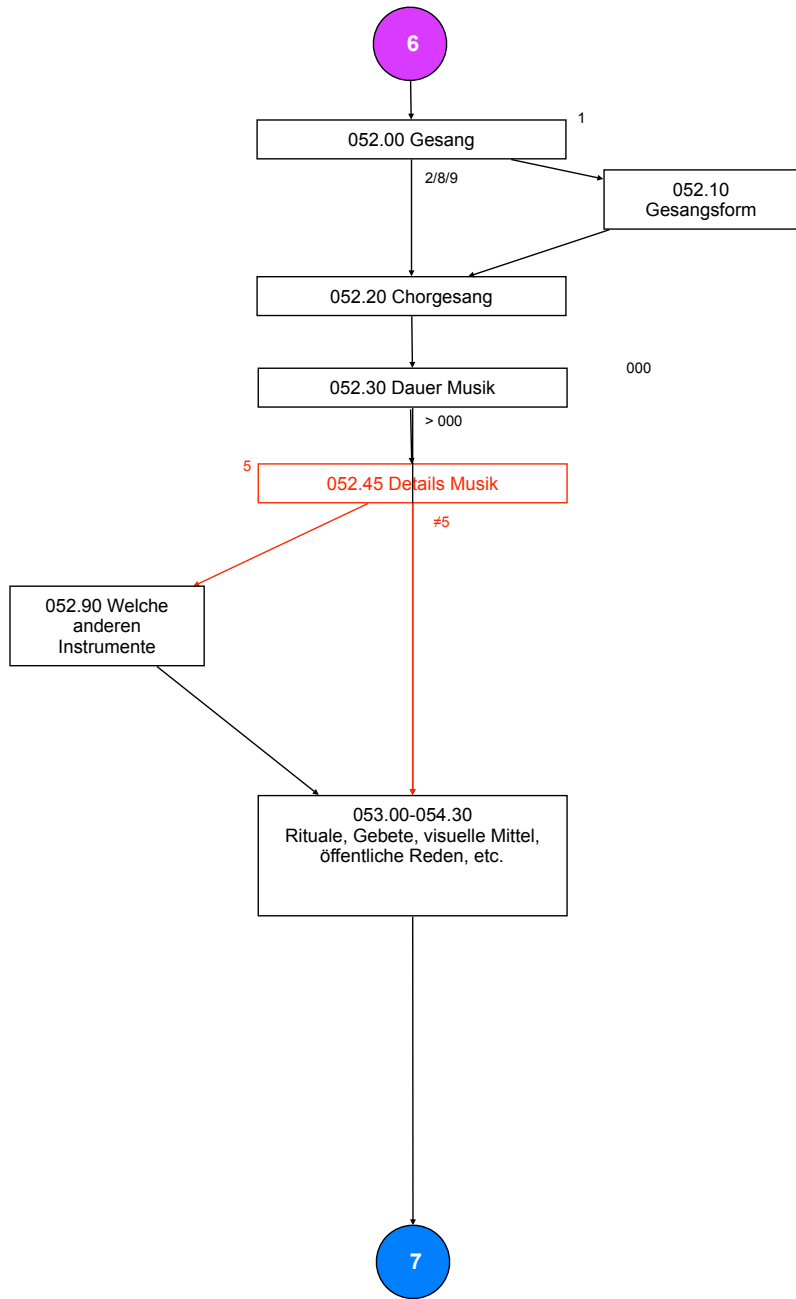 6
1
052.00 Gesang
2/8/9
052.10
Gesangsform
052.20 Chorgesang
000
052.30 Dauer Musik
> 000
5
052.45 Details Musik
≠5
052.90 Welche
anderen
Instrumente
053.00-054.30
Rituale, Gebete, visuelle Mittel,
öffentliche Reden, etc.
7